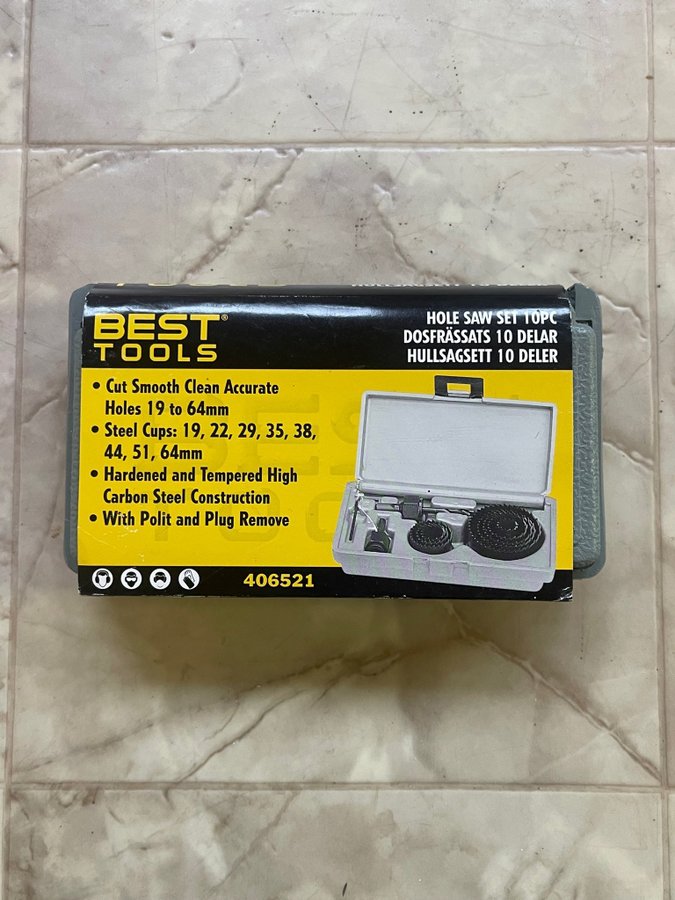 BEST®
TOOLS
HOLE SAW SET 10PC
DOSFRÄSSATS 10 DELAR
HULLSAGSETT 10 DELER
• Cut Smooth Clean Accurate
Holes 19 to 64mm
• Steel Cups: 19, 22, 29, 35, 38,
44, 51, 64mm
• Hardened and Tempered High
Carbon Steel Construction
• With Polit and Plug Remove
406521